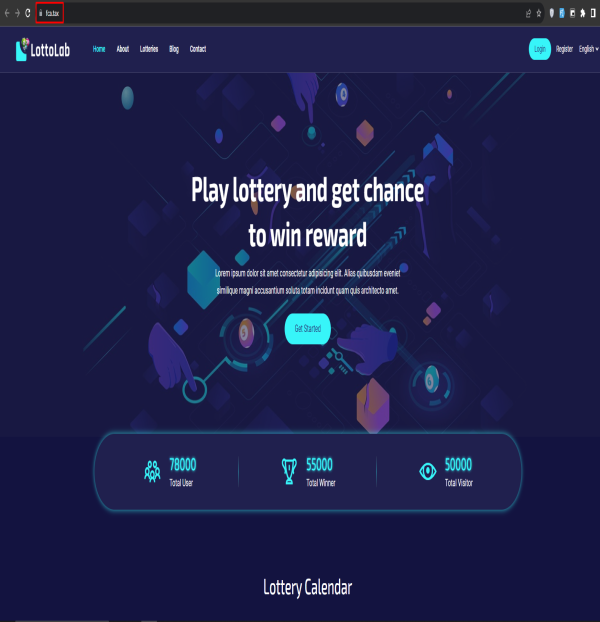 LottoLab
Home About Lotteries Blog Contact
Login Register English
Play lottery and get chance
to win reward
Lorem ipsum dolor sit amet consectetur adipisicing elit. Alias quibusdam eveniet
similique magni accusantium soluta totam incidunt quam quis architecto amet.
Get Started
78000
Total User
55000
Total Winner
50000
Total Visitor
Lottery Calendar